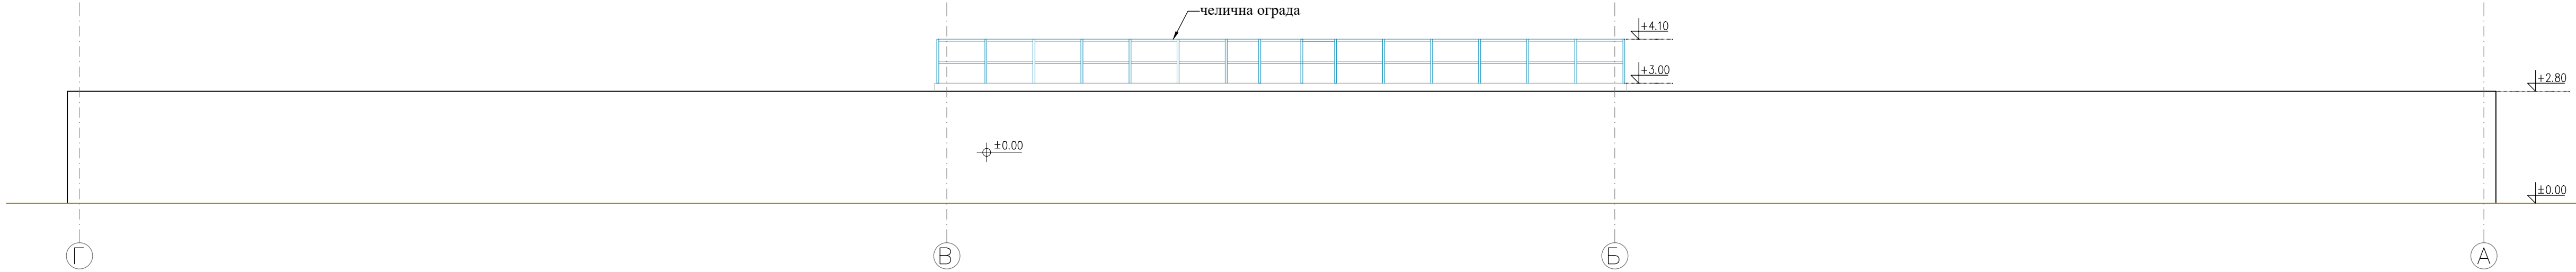 челична ограда
+4.10
+3.00
+2.80
±0.00
±0.00
Г
В
Б
А